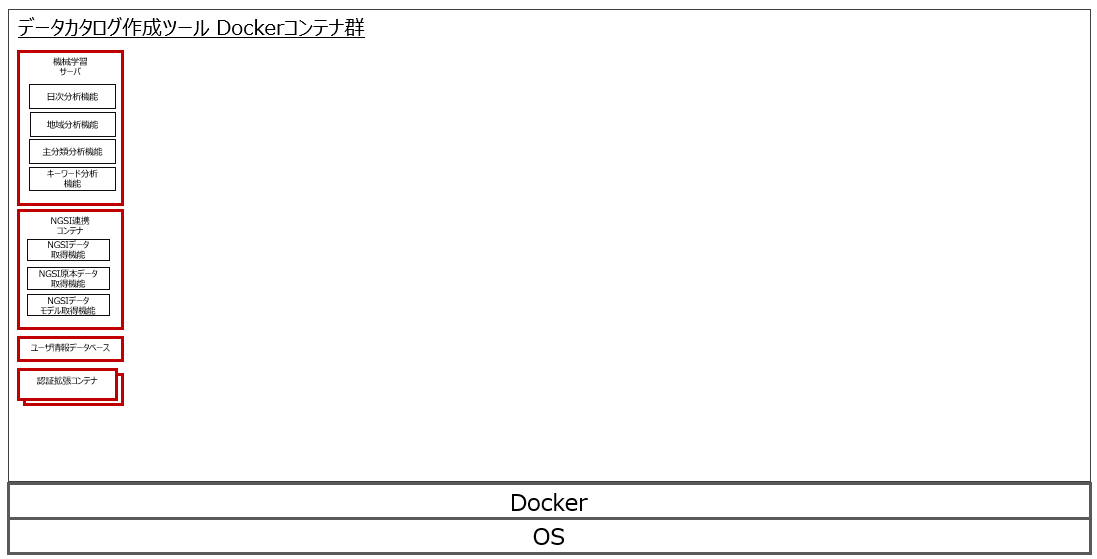 データカタログ作成ツール Dockerコンテナ群
機械学習
サーバ
日次分析機能
地域分析機能
主分類分析機能
キーワード分析
機能
NGSI連携
コンテナ
NGSIデータ
取得機能
NGSI原本データ
取得機能
NGSIデータ
モデル取得機能
ユーザ情報データベース
認証拡張コンテナ
Docker
OS